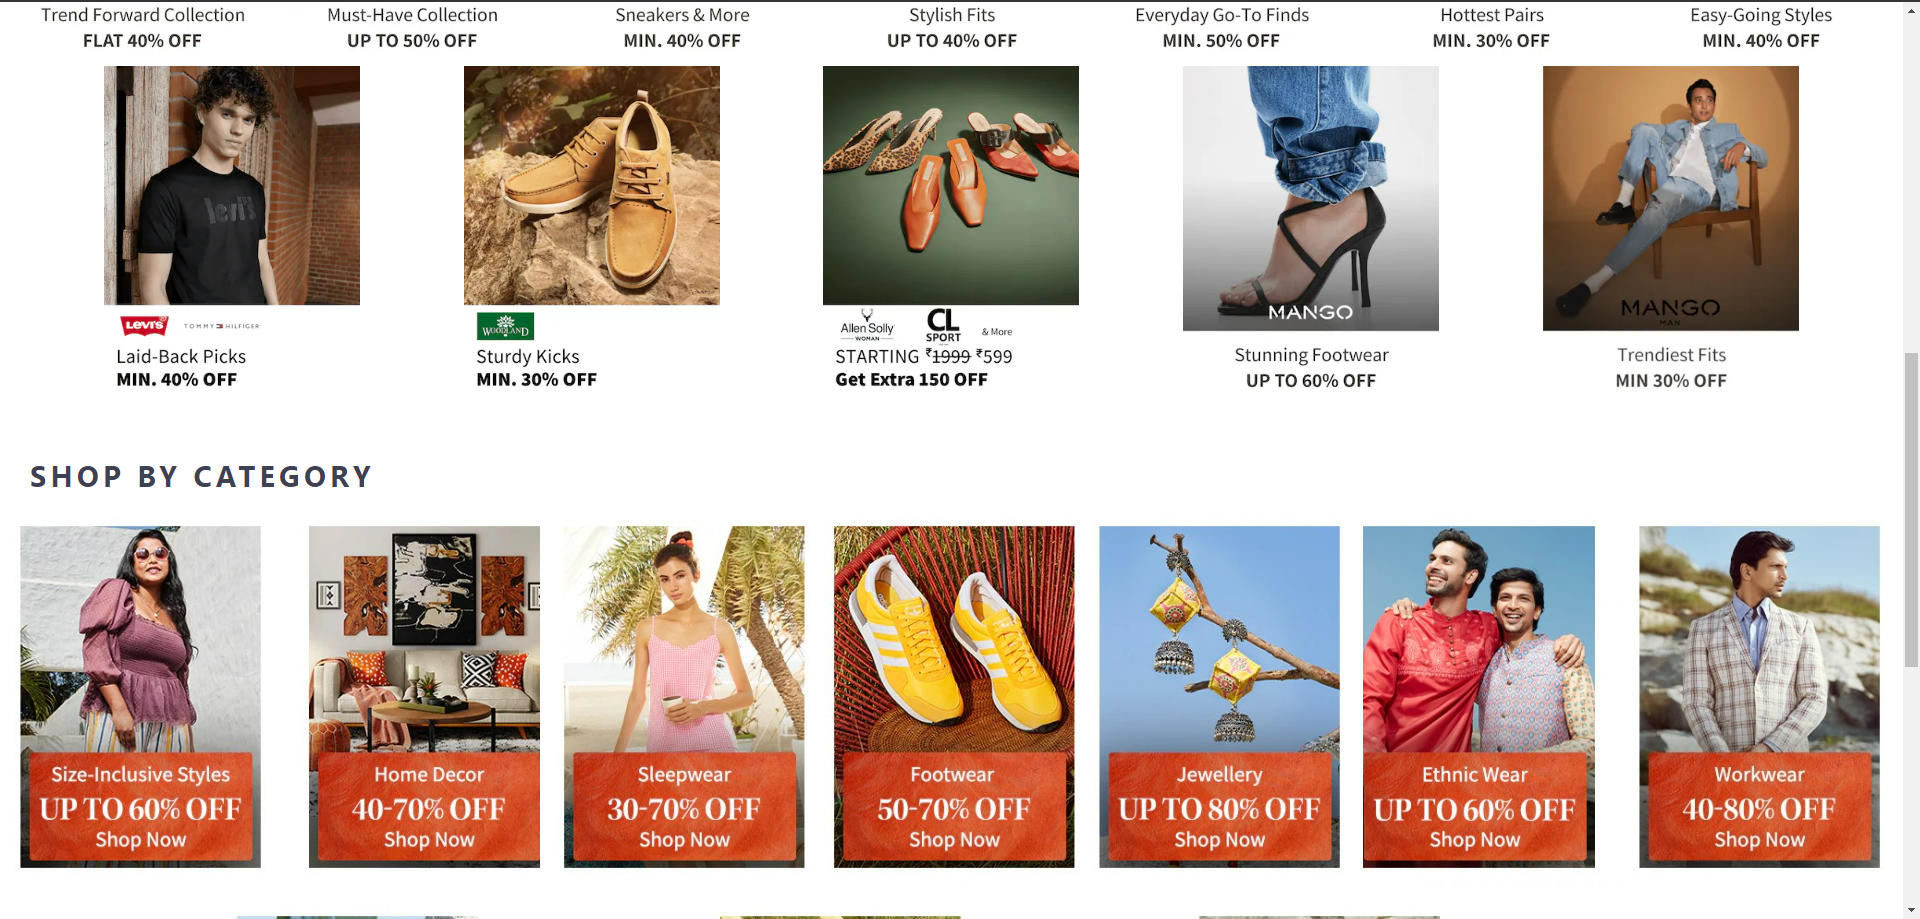 Trend Forward Collection
FLAT 40% OFF
Must-Have Collection
UP TO 50% OFF
Sneakers & More
MIN. 40% OFF
Stylish Fits
UP TO 40% OFF
Everyday Go-To Finds
MIN. 50% OFF
Hottest Pairs
MIN. 30% OFF
Easy-Going Styles
MIN. 40% OFF
levi's
LEVI'S TOMMY HILFIGER
Laid-Back Picks
MIN. 40% OFF
WOODLAND
Sturdy Kicks
MIN. 30% OFF
Allen Solly
WOMAN
CL
SPORT
& More
STARTING ₹1999 ₹599
Get Extra 150 OFF
MANGO
Stunning Footwear
UP TO 60% OFF
MANGO
MAN
Trendiest Fits
MIN 30% OFF
SHOP BY CATEGORY
Size-Inclusive Styles
UP TO 60% OFF
Shop Now
Home Decor
40-70% OFF
Shop Now
Sleepwear
30-70% OFF
Shop Now
Footwear
50-70% OFF
Shop Now
Jewellery
UP TO 80% OFF
Shop Now
Ethnic Wear
UP TO 60% OFF
Shop Now
Workwear
40-80% OFF
Shop Now